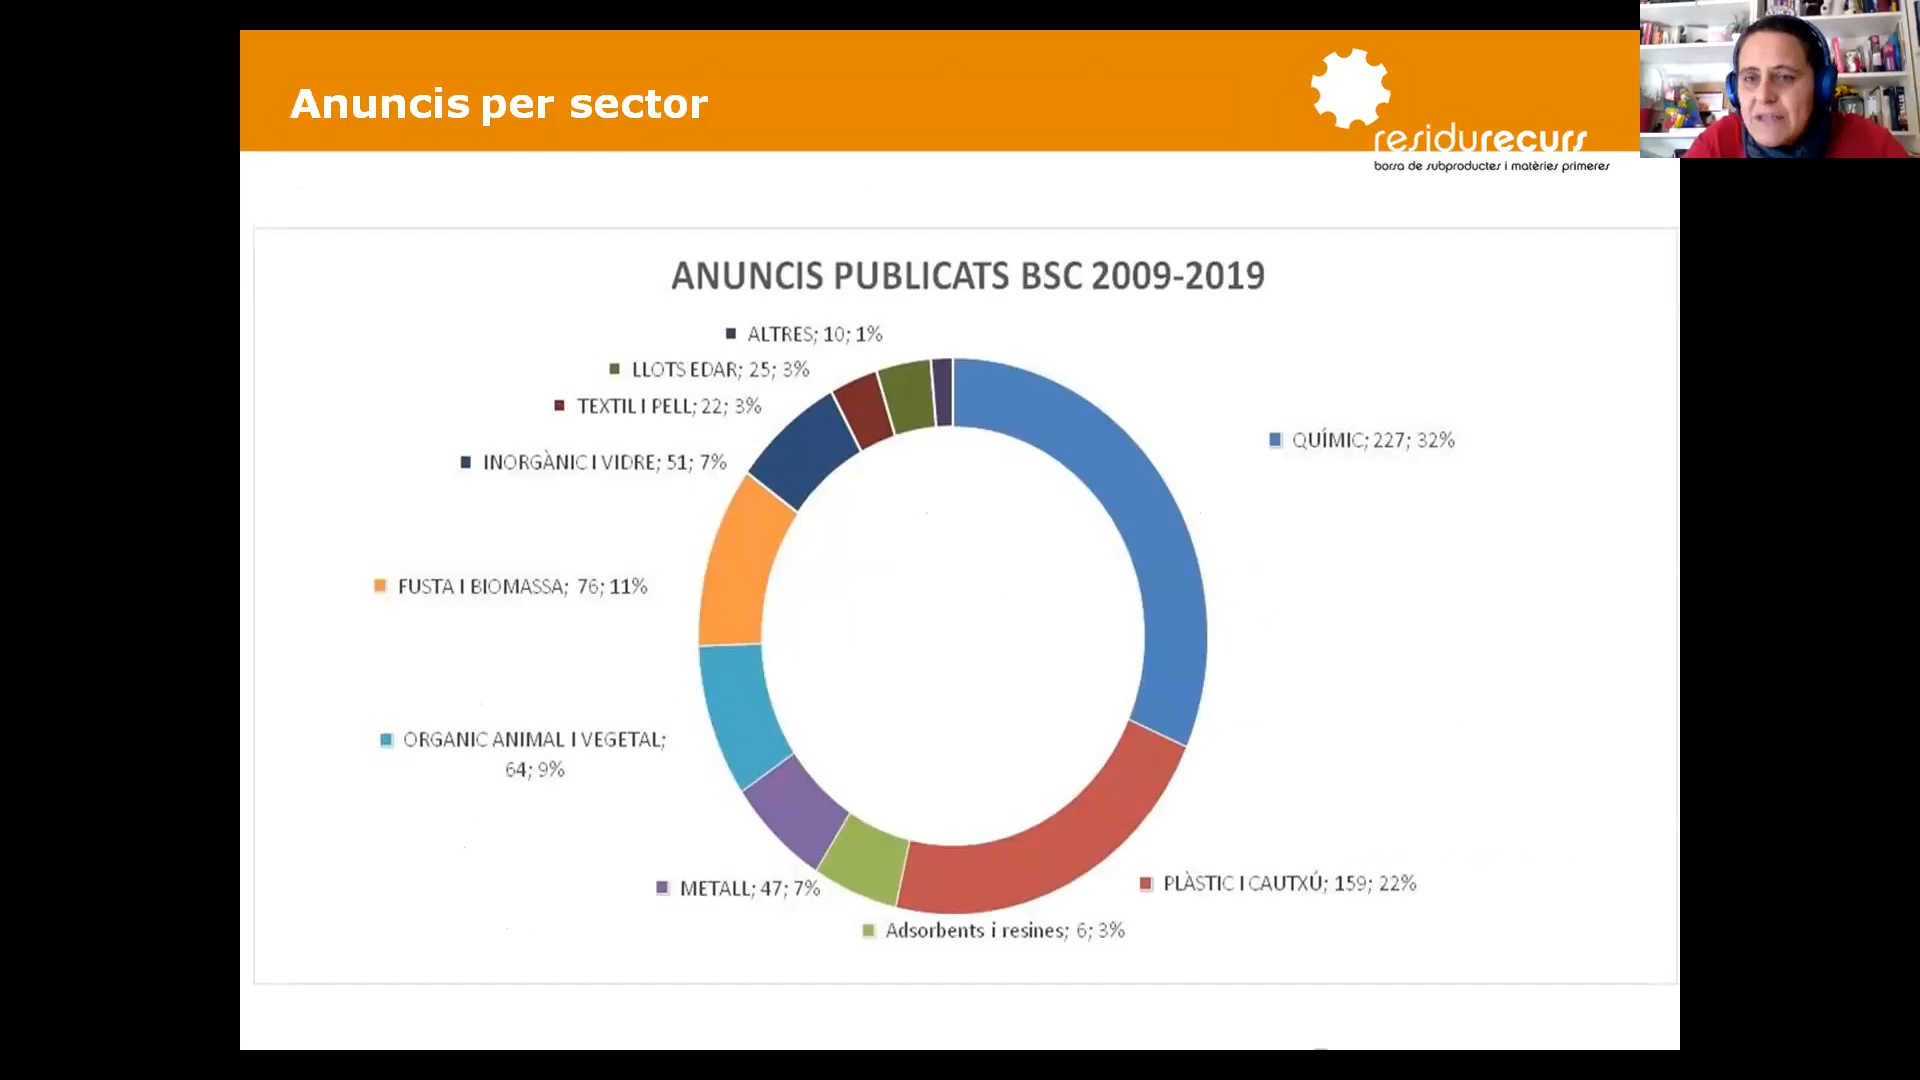 Anuncis per sector
residurecurs
borsa de subproductes i matèries primeres
ANUNCIS PUBLICATS BSC 2009-2019
ALTRES; 10; 1%
LLOTS EDAR; 25; 3%
TEXTIL I PELL; 22; 3%
QUÍMIC; 227; 32%
INORGÀNIC I VIDRE; 51; 7%
FUSTA I BIOMASSA; 76; 11%
ORGANIC ANIMAL I VEGETAL;
64; 9%
METALL; 47; 7%
PLÀSTIC I CAUTXÚ; 159; 22%
Adsorbents i resines; 6; 3%